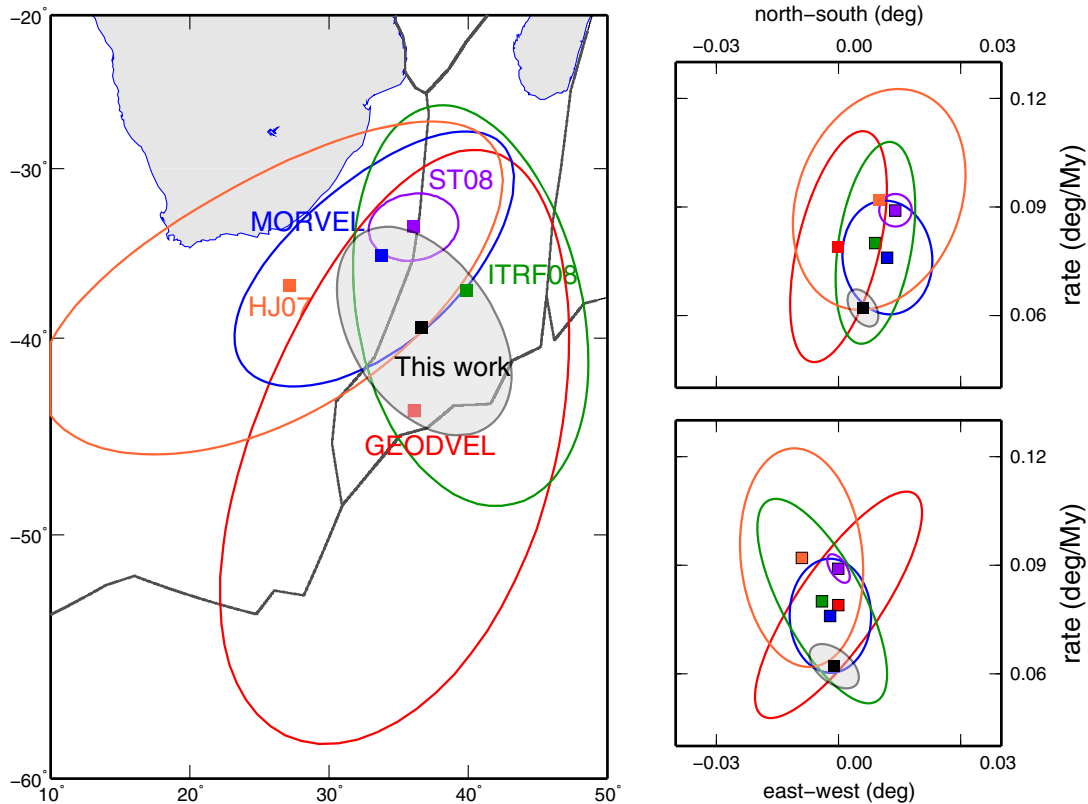 −20°
−30°
−40°
−50°
−60°
10°
20°
30°
40°
50°
ST08
MORVEL
ITRF08
HJ07
This work
GEODVEL
north−south (deg)
−0.03
0.00
0.03
0.12
0.09
0.06
rate (deg/My)
0.12
0.09
0.06
rate (deg/My)
−0.03
0.00
0.03
east−west (deg)